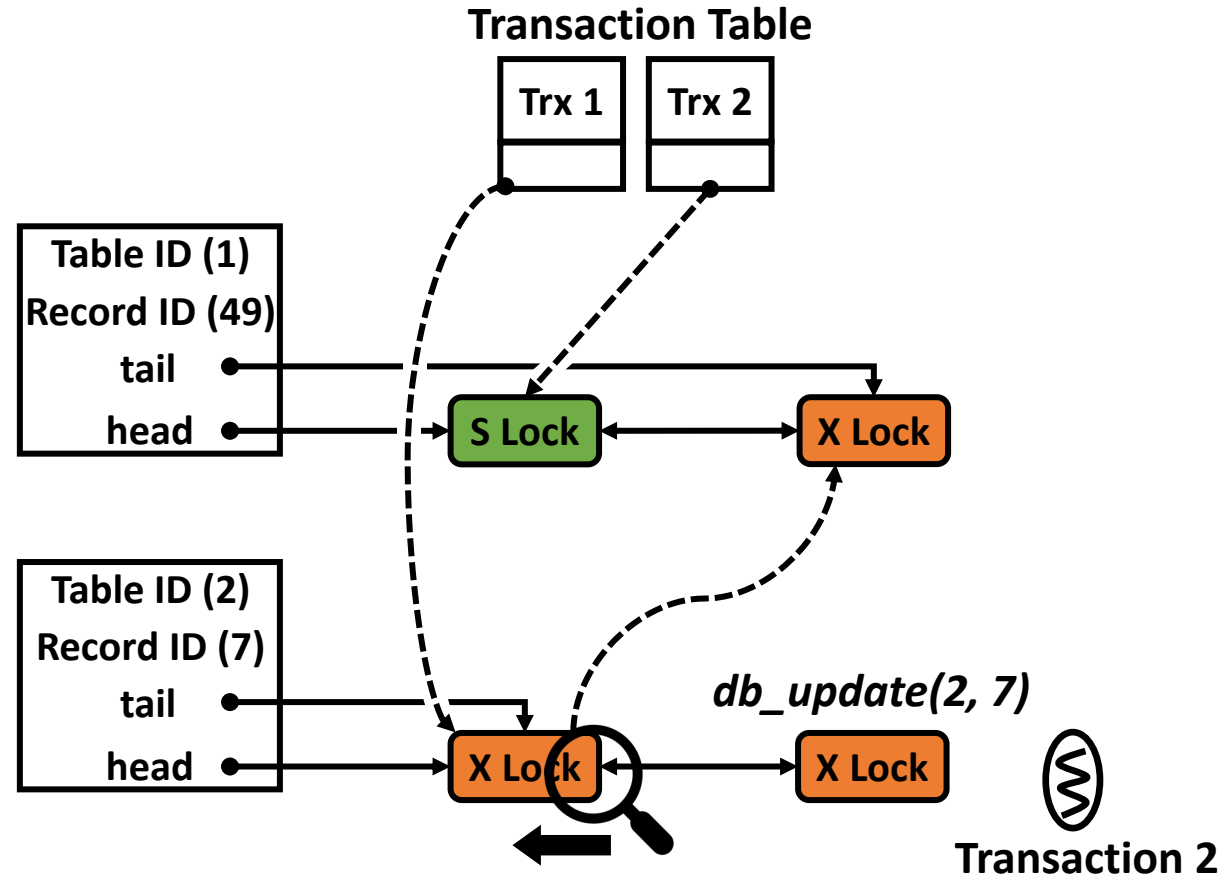 Transaction Table
Trx 1
Trx 2
Table ID (1)
Record ID (49)
tail
head
S Lock
X Lock
Table ID (2)
Record ID (7)
tail
head
db_update(2, 7)
X Lock
X Lock
Transaction 2